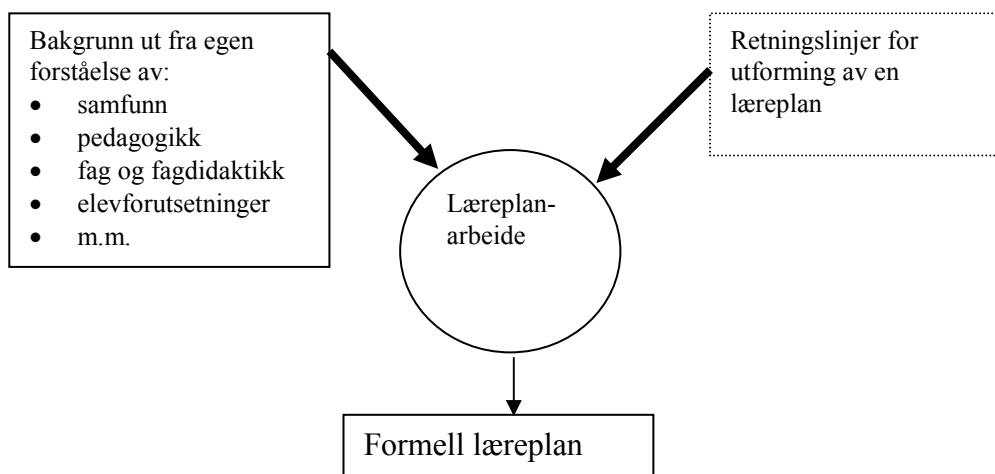 Bakgrunn ut fra egen
forståelse av:
• samfunn
• pedagogikk
• fag og fagdidaktikk
• elevforutsetninger
• m.m.
Retningslinjer for
utforming av en
læreplan
Læreplan-
arbeide
Formell læreplan